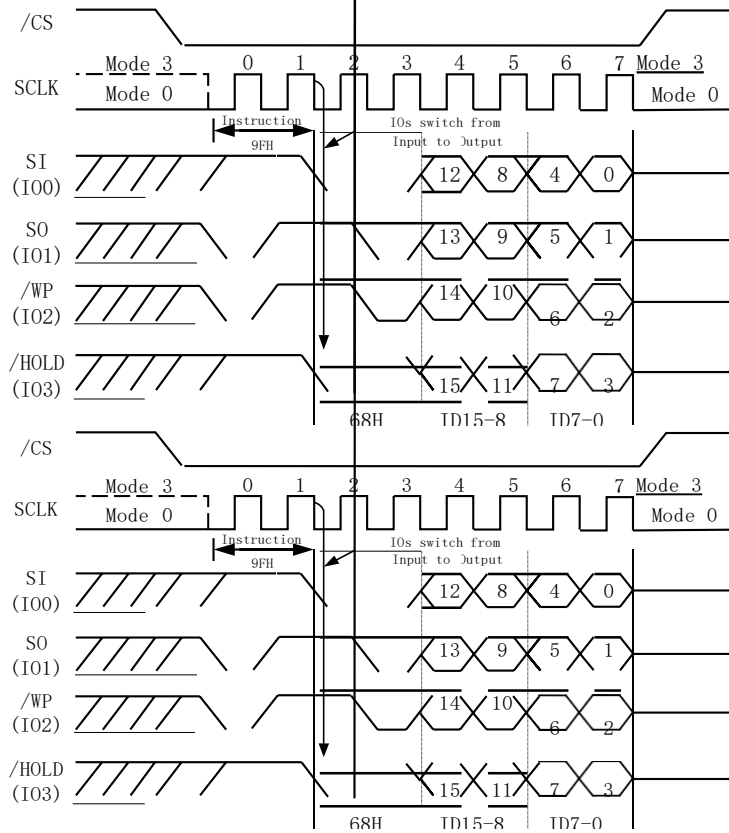 /CS
Mode 3 0 1 2 3 4 5 6 7 Mode 3
SCLK
Mode 0 Mode 0
Instruction IOs switch from
9FH Input to Output
SI 12 8 4 0
(IO0)
SO 13 9 5 1
(IO1)
/WP 14 10
(IO2) 6 2
/HOLD
(IO3) 15 11 7 3
68H ID15-8 ID7-0
/CS
Mode 3 0 1 2 3 4 5 6 7 Mode 3
SCLK
Mode 0 Mode 0
Instruction IOs switch from
9FH Input to Output
SI 12 8 4 0
(IO0)
SO 13 9 5 1
(IO1)
/WP 14 10
(IO2) 6 2
/HOLD
(IO3) 15 11 7 3
68H ID15-8 ID7-0